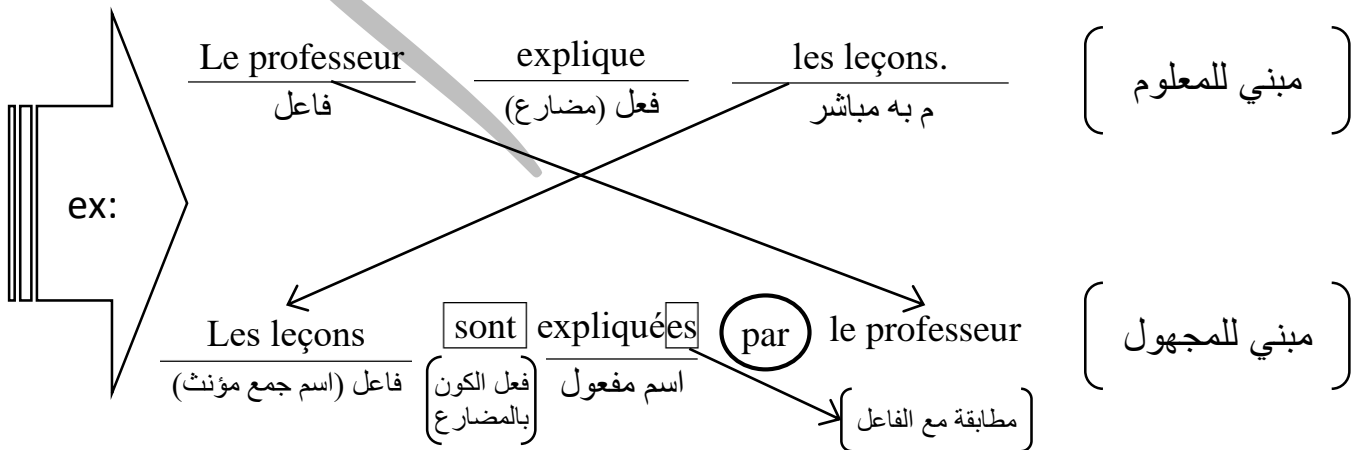 Le professeur explique les leçons. مبني للمعلوم
فاعل فعل (مضارع) م به مباشر
ex:
Les leçons sont expliquées par le professeur مبني للمجهول
فاعل (اسم جمع مؤنث) فعل الكون اسم مفعول
بالمضارع مطابقة مع الفاعل